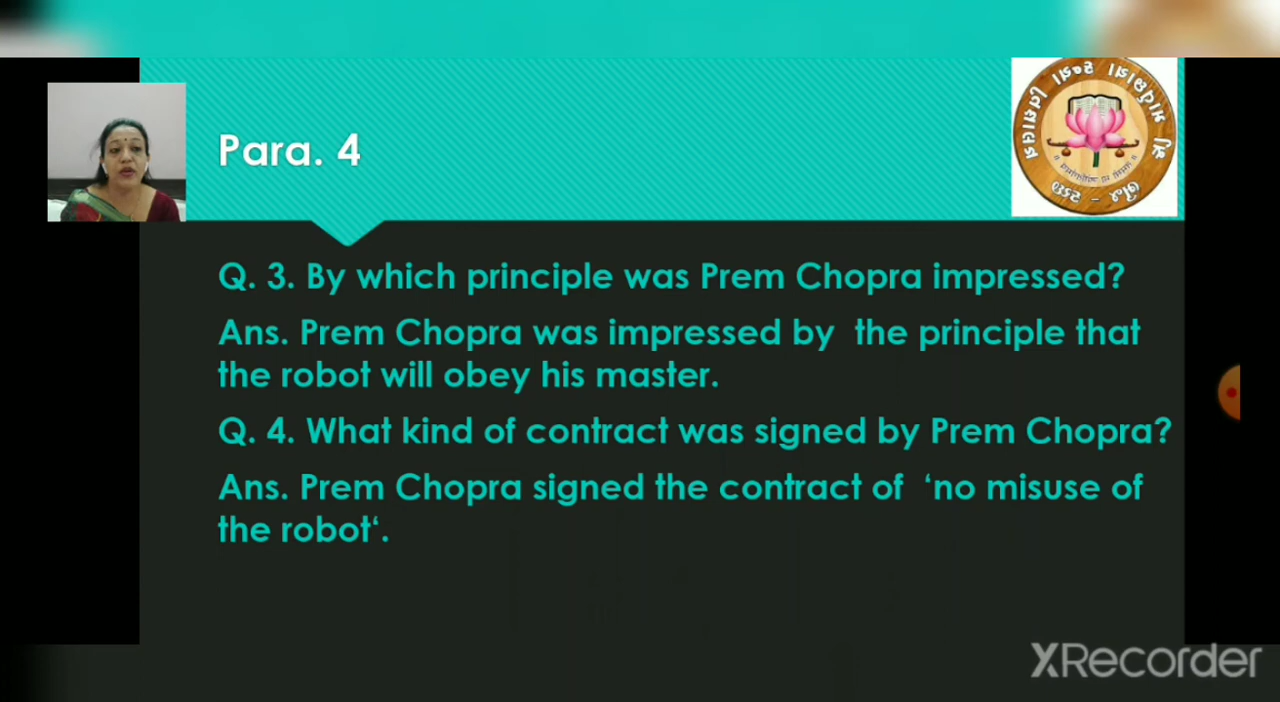 Para. 4
Q. 3. By which principle was Prem Chopra impressed?
Ans. Prem Chopra was impressed by the principle that
the robot will obey his master.
Q. 4. What kind of contract was signed by Prem Chopra?
Ans. Prem Chopra signed the contract of ‘no misuse of
the robot‘.
XRecorder